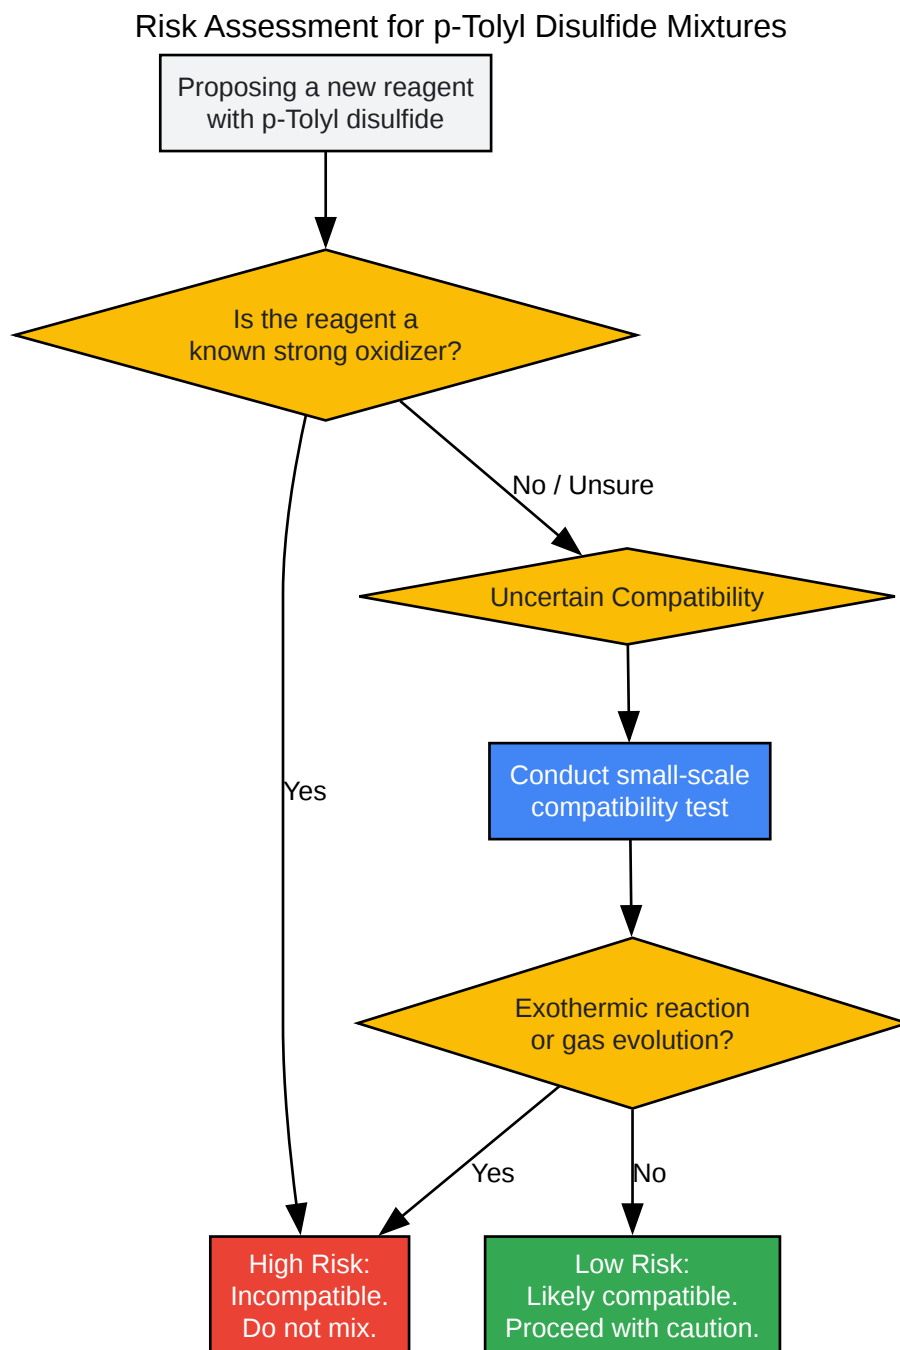 Risk Assessment for p-Tolyl Disulfide Mixtures
Proposing a new reagent
with p-Tolyl disulfide
Is the reagent a
known strong oxidizer?
No / Unsure
Uncertain Compatibility
Conduct small-scale
compatibility test
Yes
Exothermic reaction
or gas evolution?
Yes
No
High Risk:
Incompatible.
Do not mix.
Low Risk:
Likely compatible.
Proceed with caution.